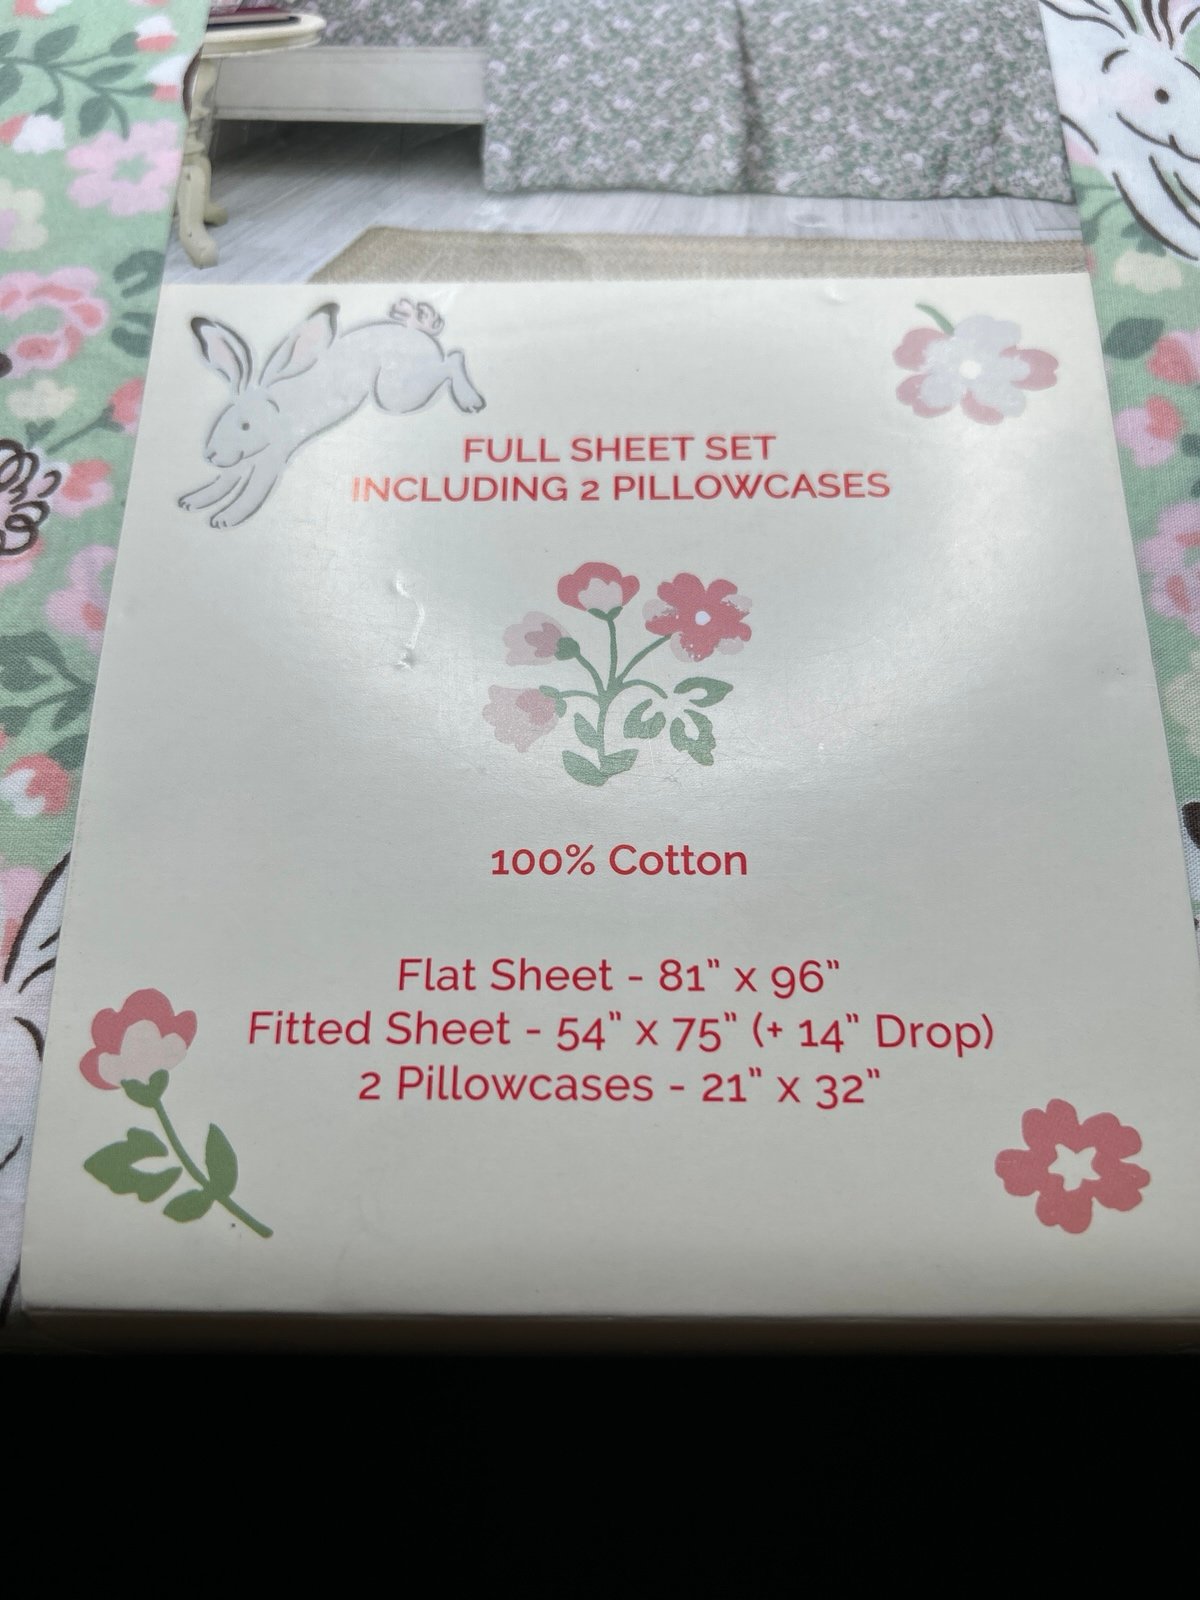 FULL SHEET SET
INCLUDING 2 PILLOWCASES
100% Cotton
Flat Sheet - 81” x 96”
Fitted Sheet - 54” x 75” (+ 14” Drop)
2 Pillowcases - 21” x 32”